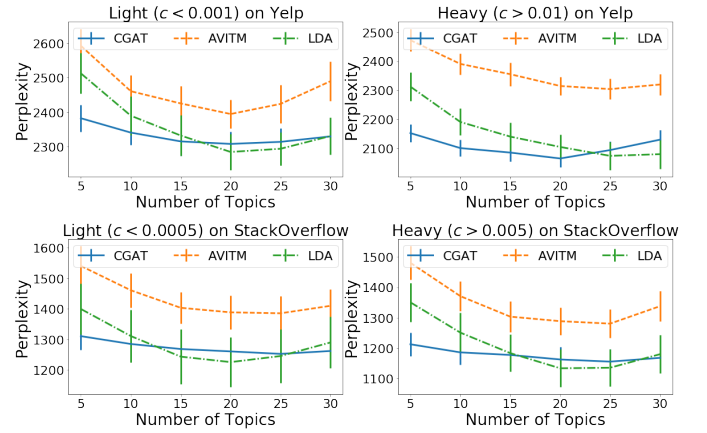 Light (c < 0.001) on Yelp
CGAT AVITM LDA
2600
2500
2400
2300
Perplexity
5 10 15 20 25 30
Number of Topics
Heavy (c > 0.01) on Yelp
CGAT AVITM LDA
2500
2400
2300
2200
2100
Perplexity
5 10 15 20 25 30
Number of Topics
Light (c < 0.0005) on StackOverflow
CGAT AVITM LDA
1600
1500
1400
1300
1200
Perplexity
5 10 15 20 25 30
Number of Topics
Heavy (c > 0.005) on StackOverflow
CGAT AVITM LDA
1500
1400
1300
1200
1100
Perplexity
5 10 15 20 25 30
Number of Topics